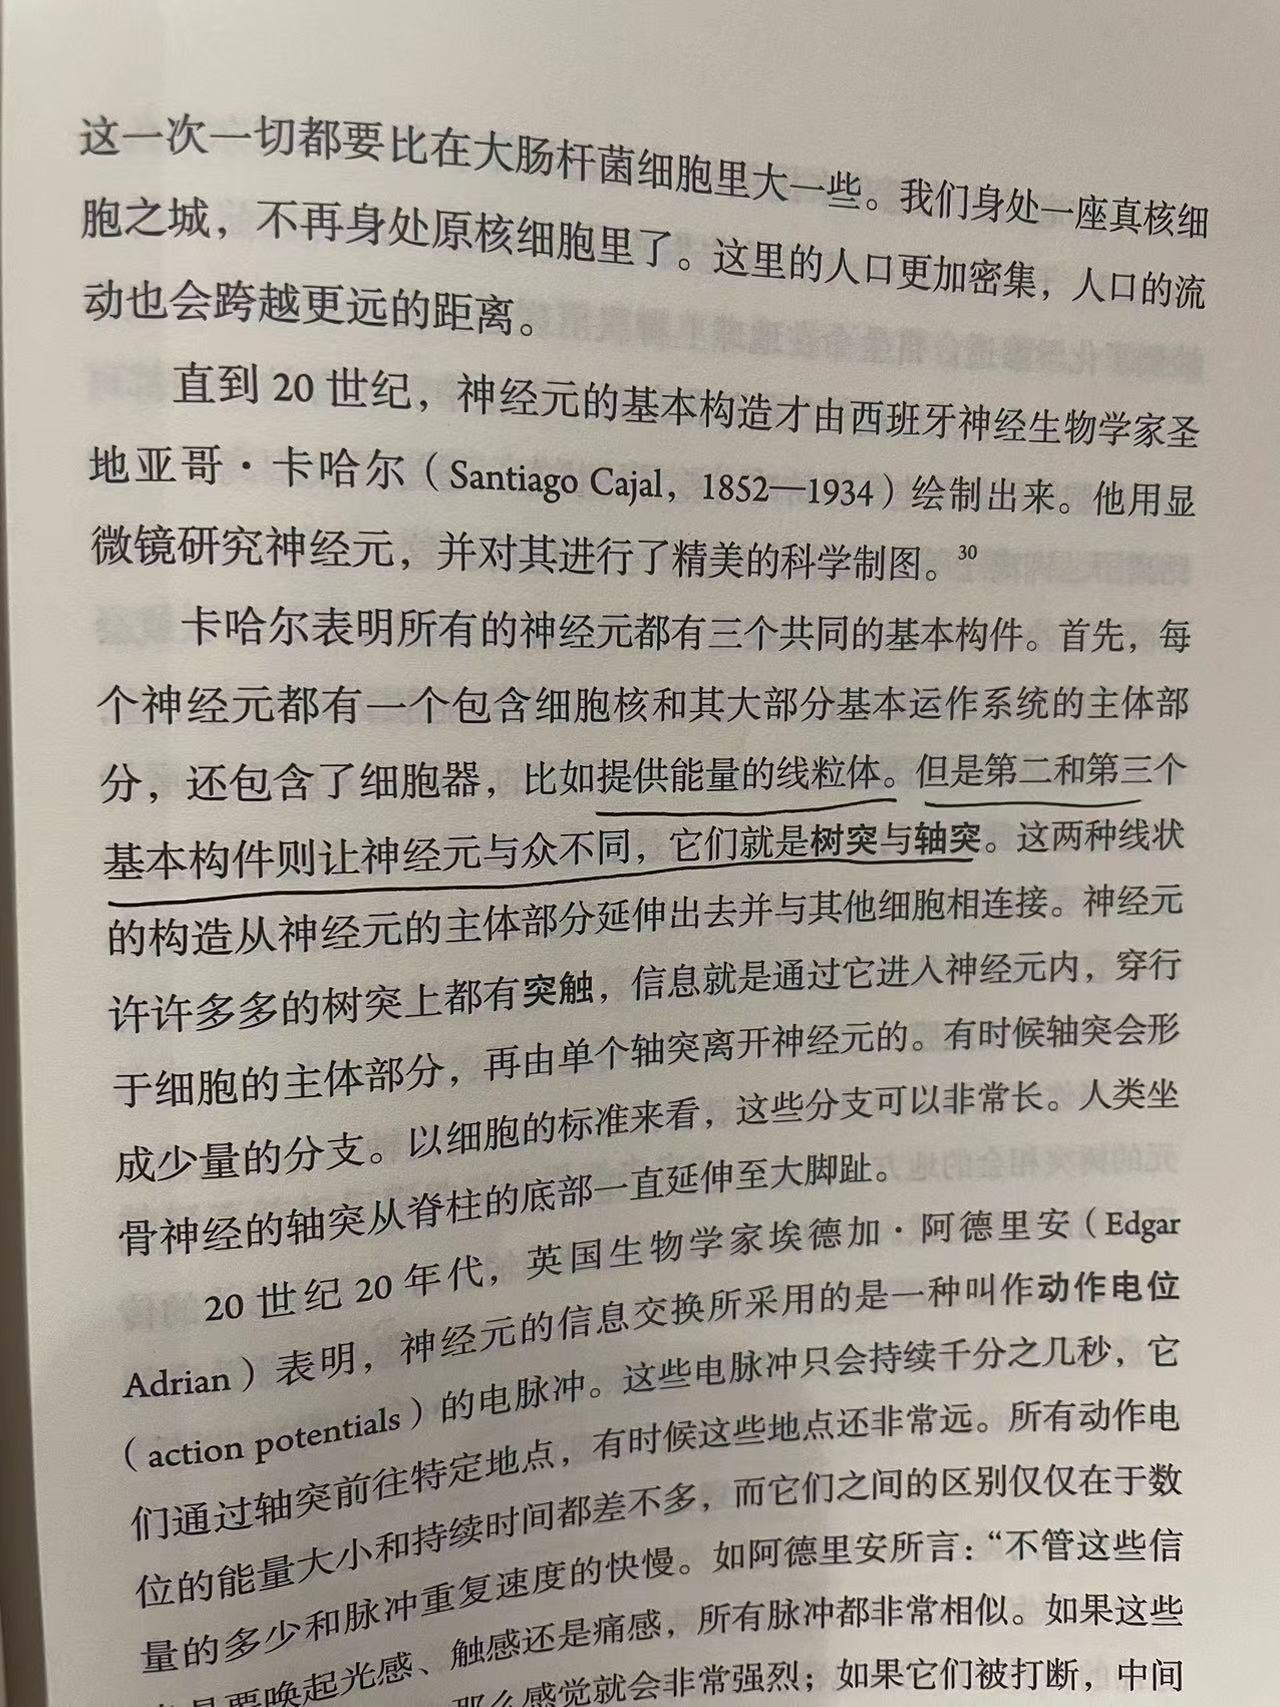 这一次一切都要比在大肠杆菌细胞里大一些。我们身处一座真核细
胞之城，不再身处原核细胞里了。这里的人口更加密集，人口的流
动也会跨越更远的距离。
直到 20 世纪，神经元的基本构造才由西班牙神经生物学家圣
地亚哥·卡哈尔（Santiago Cajal，1852—1934）绘制出来。他用显
微镜研究神经元，并对其进行了精美的科学制图。30
卡哈尔表明所有的神经元都有三个共同的基本构件。首先，每
个神经元都有一个包含细胞核和其大部分基本运作系统的主体部
分，还包含了细胞器，比如提供能量的线粒体。但是第二和第三个
基本构件则让神经元与众不同，它们就是树突与轴突。这两种线状
的构造从神经元的主体部分延伸出去并与其他细胞相连接。神经元
许许多多的树突上都有突触，信息就是通过它进入神经元内，穿行
于细胞的主体部分，再由单个轴突离开神经元的。有时候轴突会形
成少量的分支。以细胞的标准来看，这些分支可以非常长。人类坐
骨神经的轴突从脊柱的底部一直延伸至大脚趾。
20 世纪 20 年代，英国生物学家埃德加·阿德里安（Edgar
Adrian）表明，神经元的信息交换所采用的是一种叫作动作电位
（action potentials）的电脉冲。这些电脉冲只会持续千分之几秒，它
们通过轴突前往特定地点，有时候这些地点还非常远。所有动作电
位的能量大小和持续时间都差不多，而它们之间的区别仅仅在于数
量的多少和脉冲重复速度的快慢。如阿德里安所言：“不管这些信
要唤起光感、触感还是痛感，所有脉冲都非常相似。如果这些
那么感觉就会非常强烈；如果它们被打断，中间